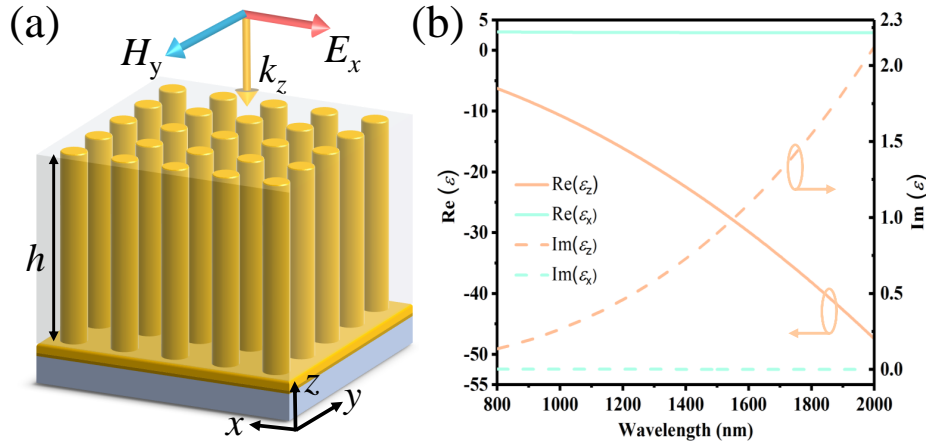 (a)
H_y
E_x
k_z
h
z
x
y
(b)
Re (ε)
Im (ε)
5
0
-10
-20
-30
-40
-50
-55
2.3
2.0
1.5
1.0
0.5
0.0
Re(ε_z)
Re(ε_x)
Im(ε_z)
Im(ε_x)
800 1000 1200 1400 1600 1800 2000
Wavelength (nm)